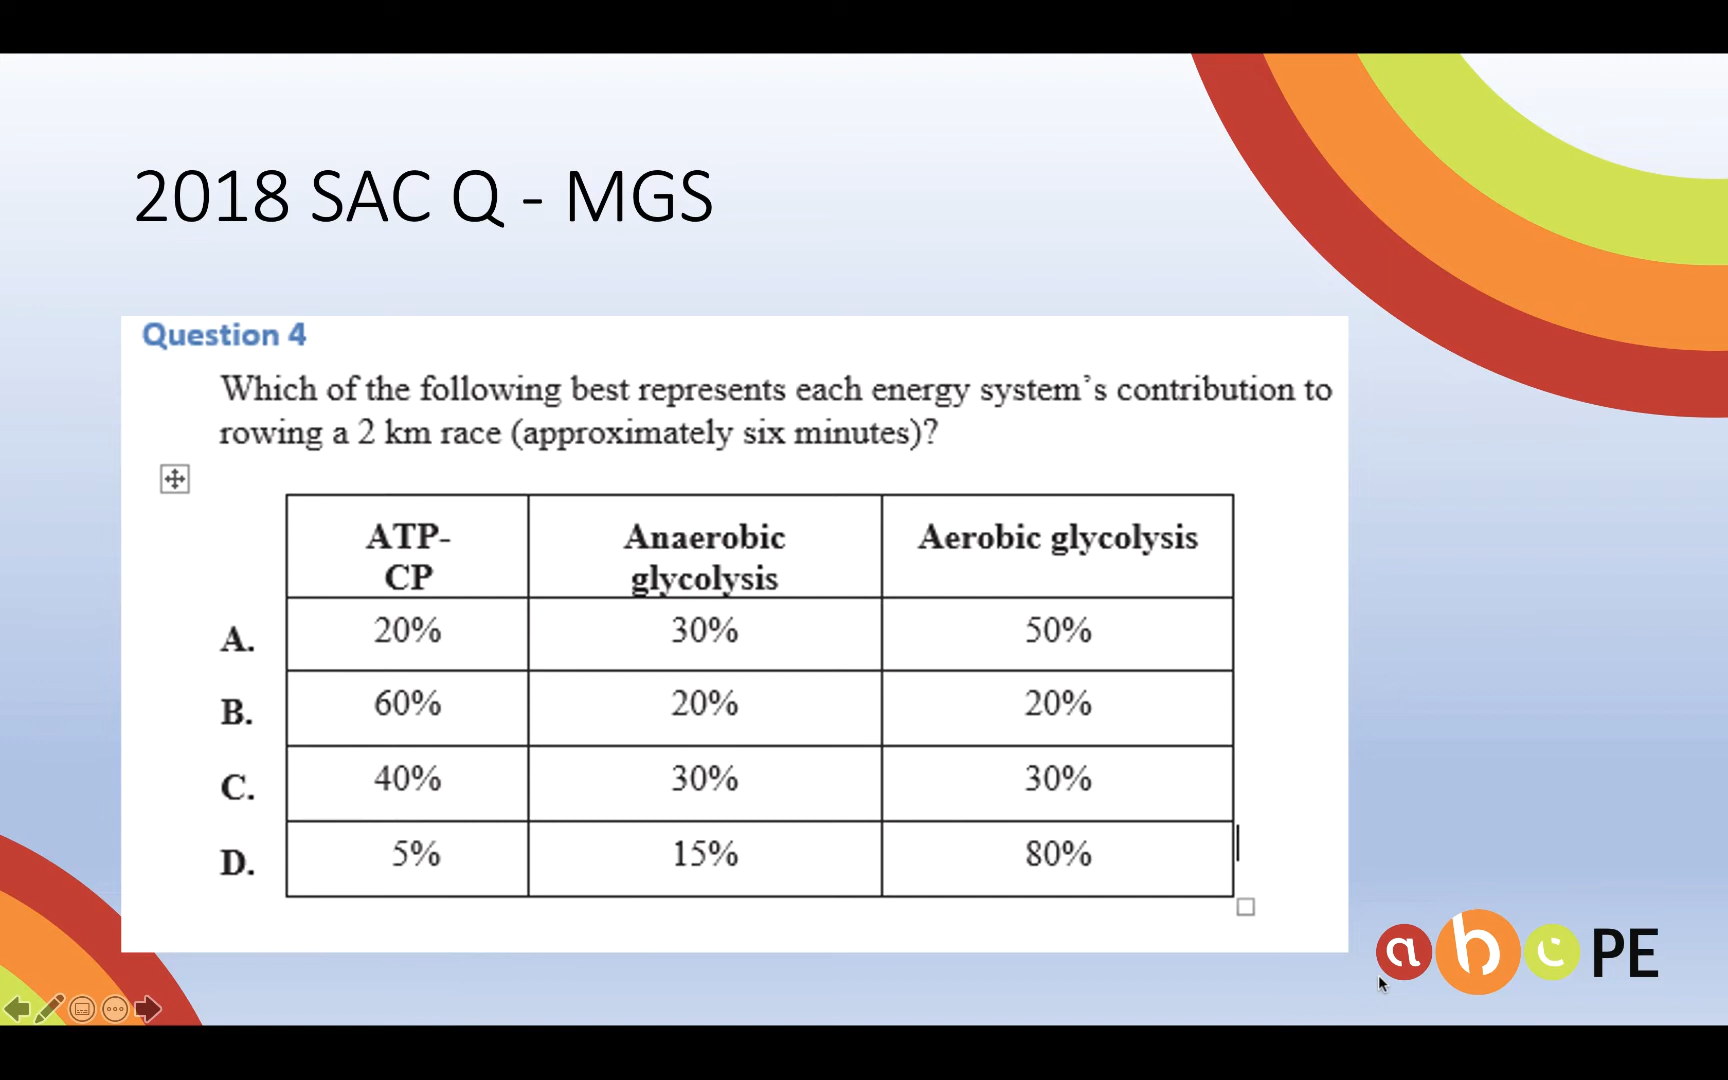 2018 SAC Q - MGS
Question 4
Which of the following best represents each energy system's contribution to
rowing a 2 km race (approximately six minutes)?
ATP-
CP
Anaerobic
glycolysis
Aerobic glycolysis
A. 20% 30% 50%
B. 60% 20% 20%
C. 40% 30% 30%
D. 5% 15% 80%
abc PE